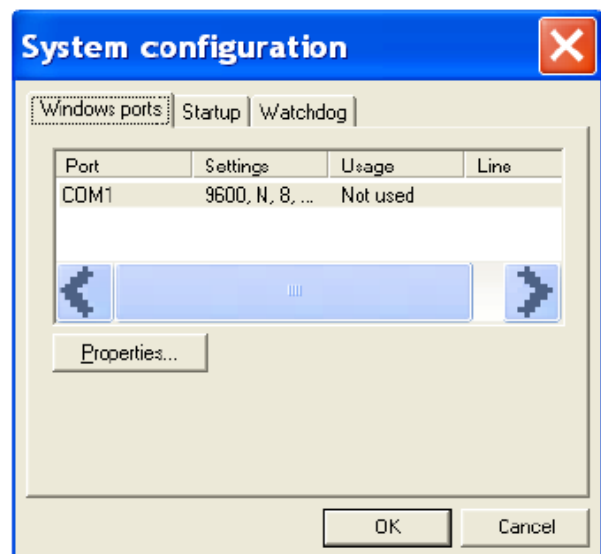 System configuration
Windows ports Startup Watchdog
Port Settings Usage Line
COM1 9600, N, 8, ... Not used
Properties...
OK Cancel